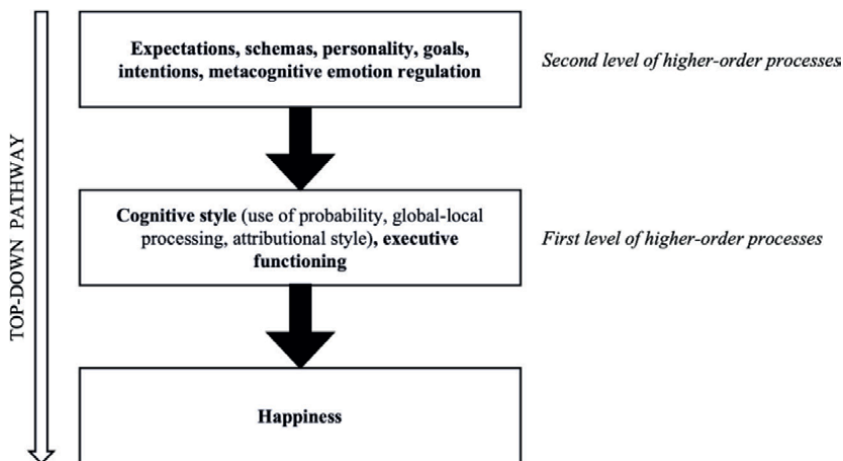 Expectations, schemas, personality, goals,
intentions, metacognitive emotion regulation
Second level of higher-order processes
TOP-DOWN PATHWAY
Cognitive style (use of probability, global-local
processing, attributional style), executive
functioning
First level of higher-order processes
Happiness